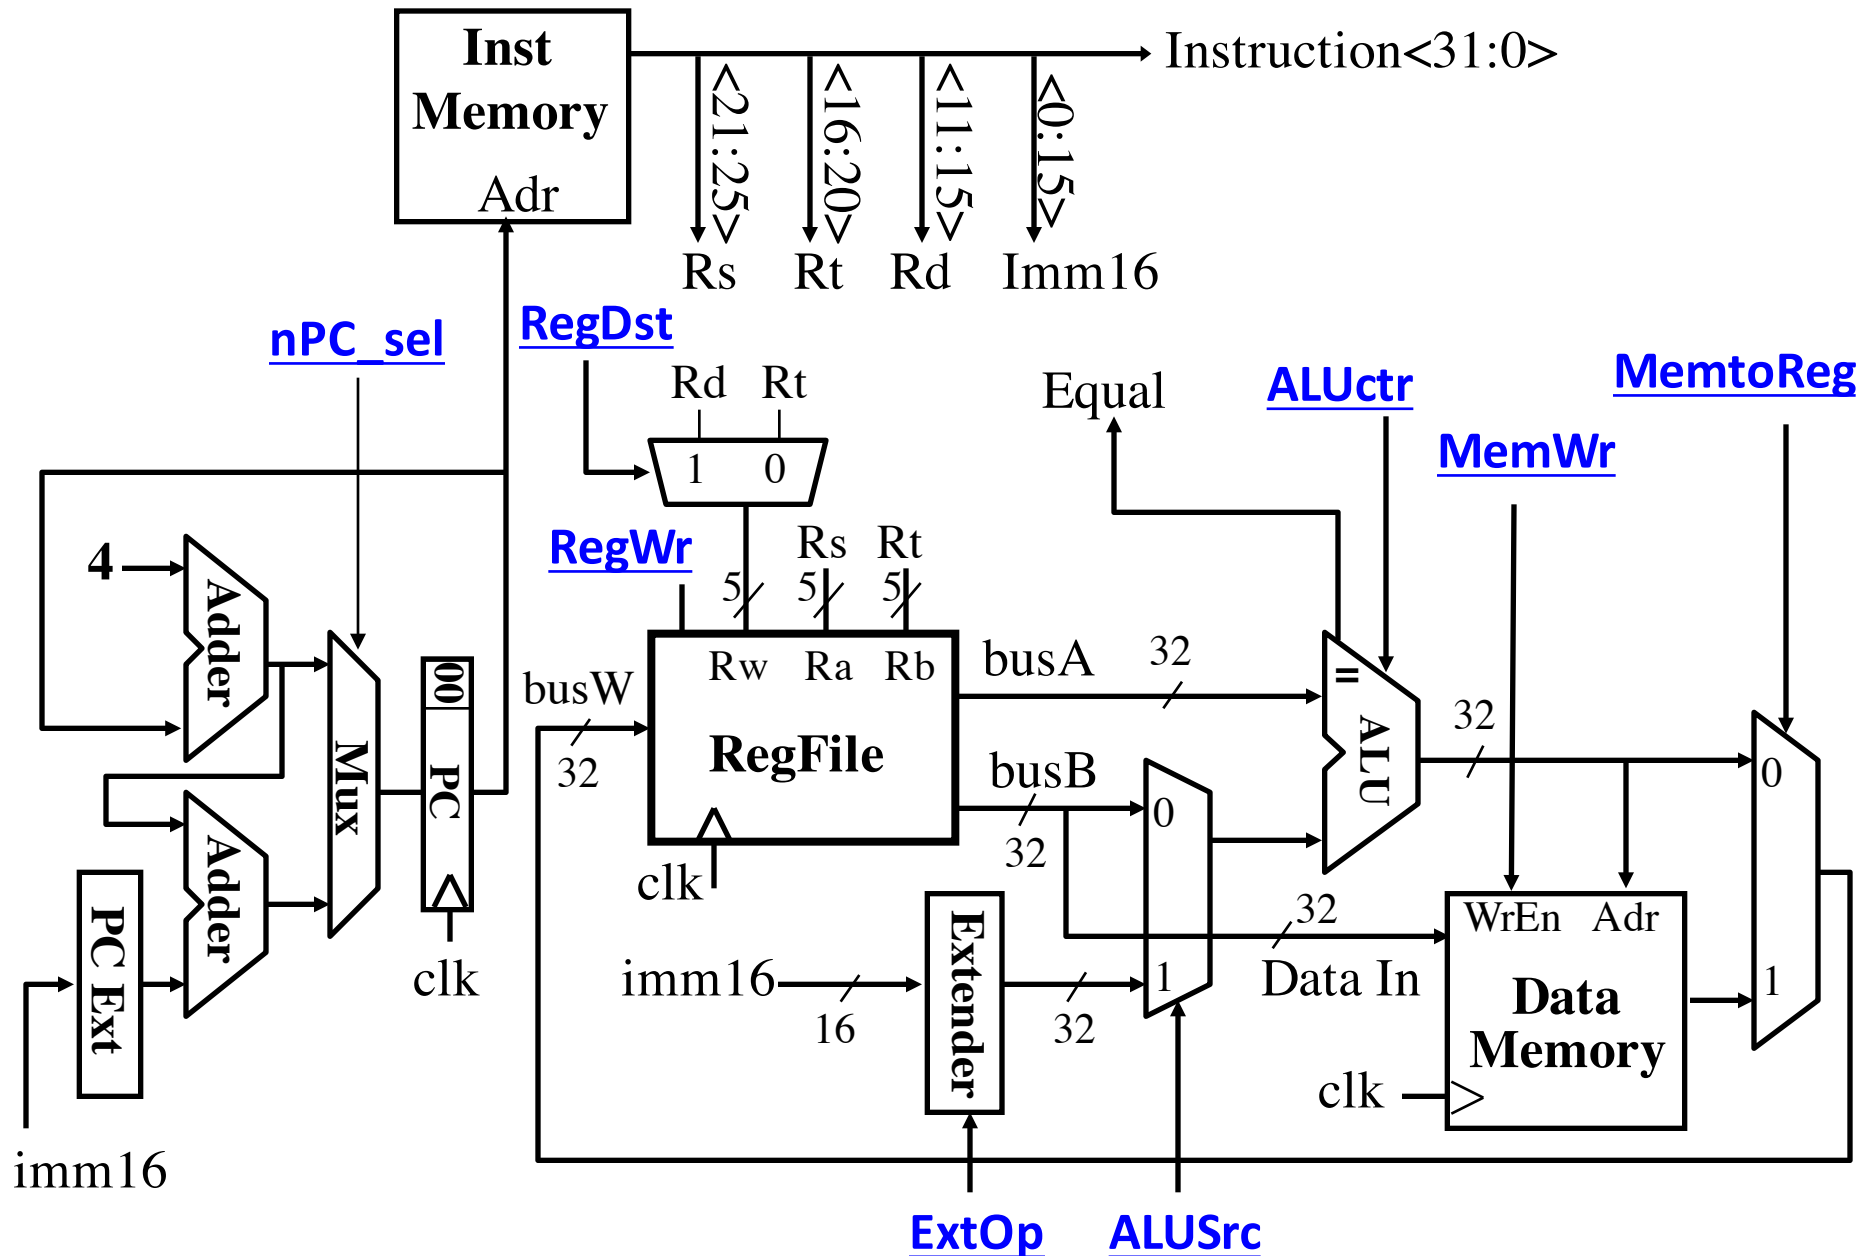 Inst
Memory
Adr
Instruction<31:0>
<21:25>
<16:20>
<11:15>
<0:15>
Rs
Rt
Rd
Imm16
nPC_sel
RegDst
Rd
Rt
1
0
Equal
ALUctr
MemtoReg
MemWr
RegWr
Rs
Rt
5
5
5
4
Adder
Mux
00
PC
clk
Adder
PC Ext
imm16
busW
32
Rw
Ra
Rb
RegFile
clk
busA
32
busB
32
=
ALU
32
0
1
0
1
imm16
16
Extender
32
32
Data In
WrEn
Adr
Data
Memory
clk
ExtOp
ALUSrc